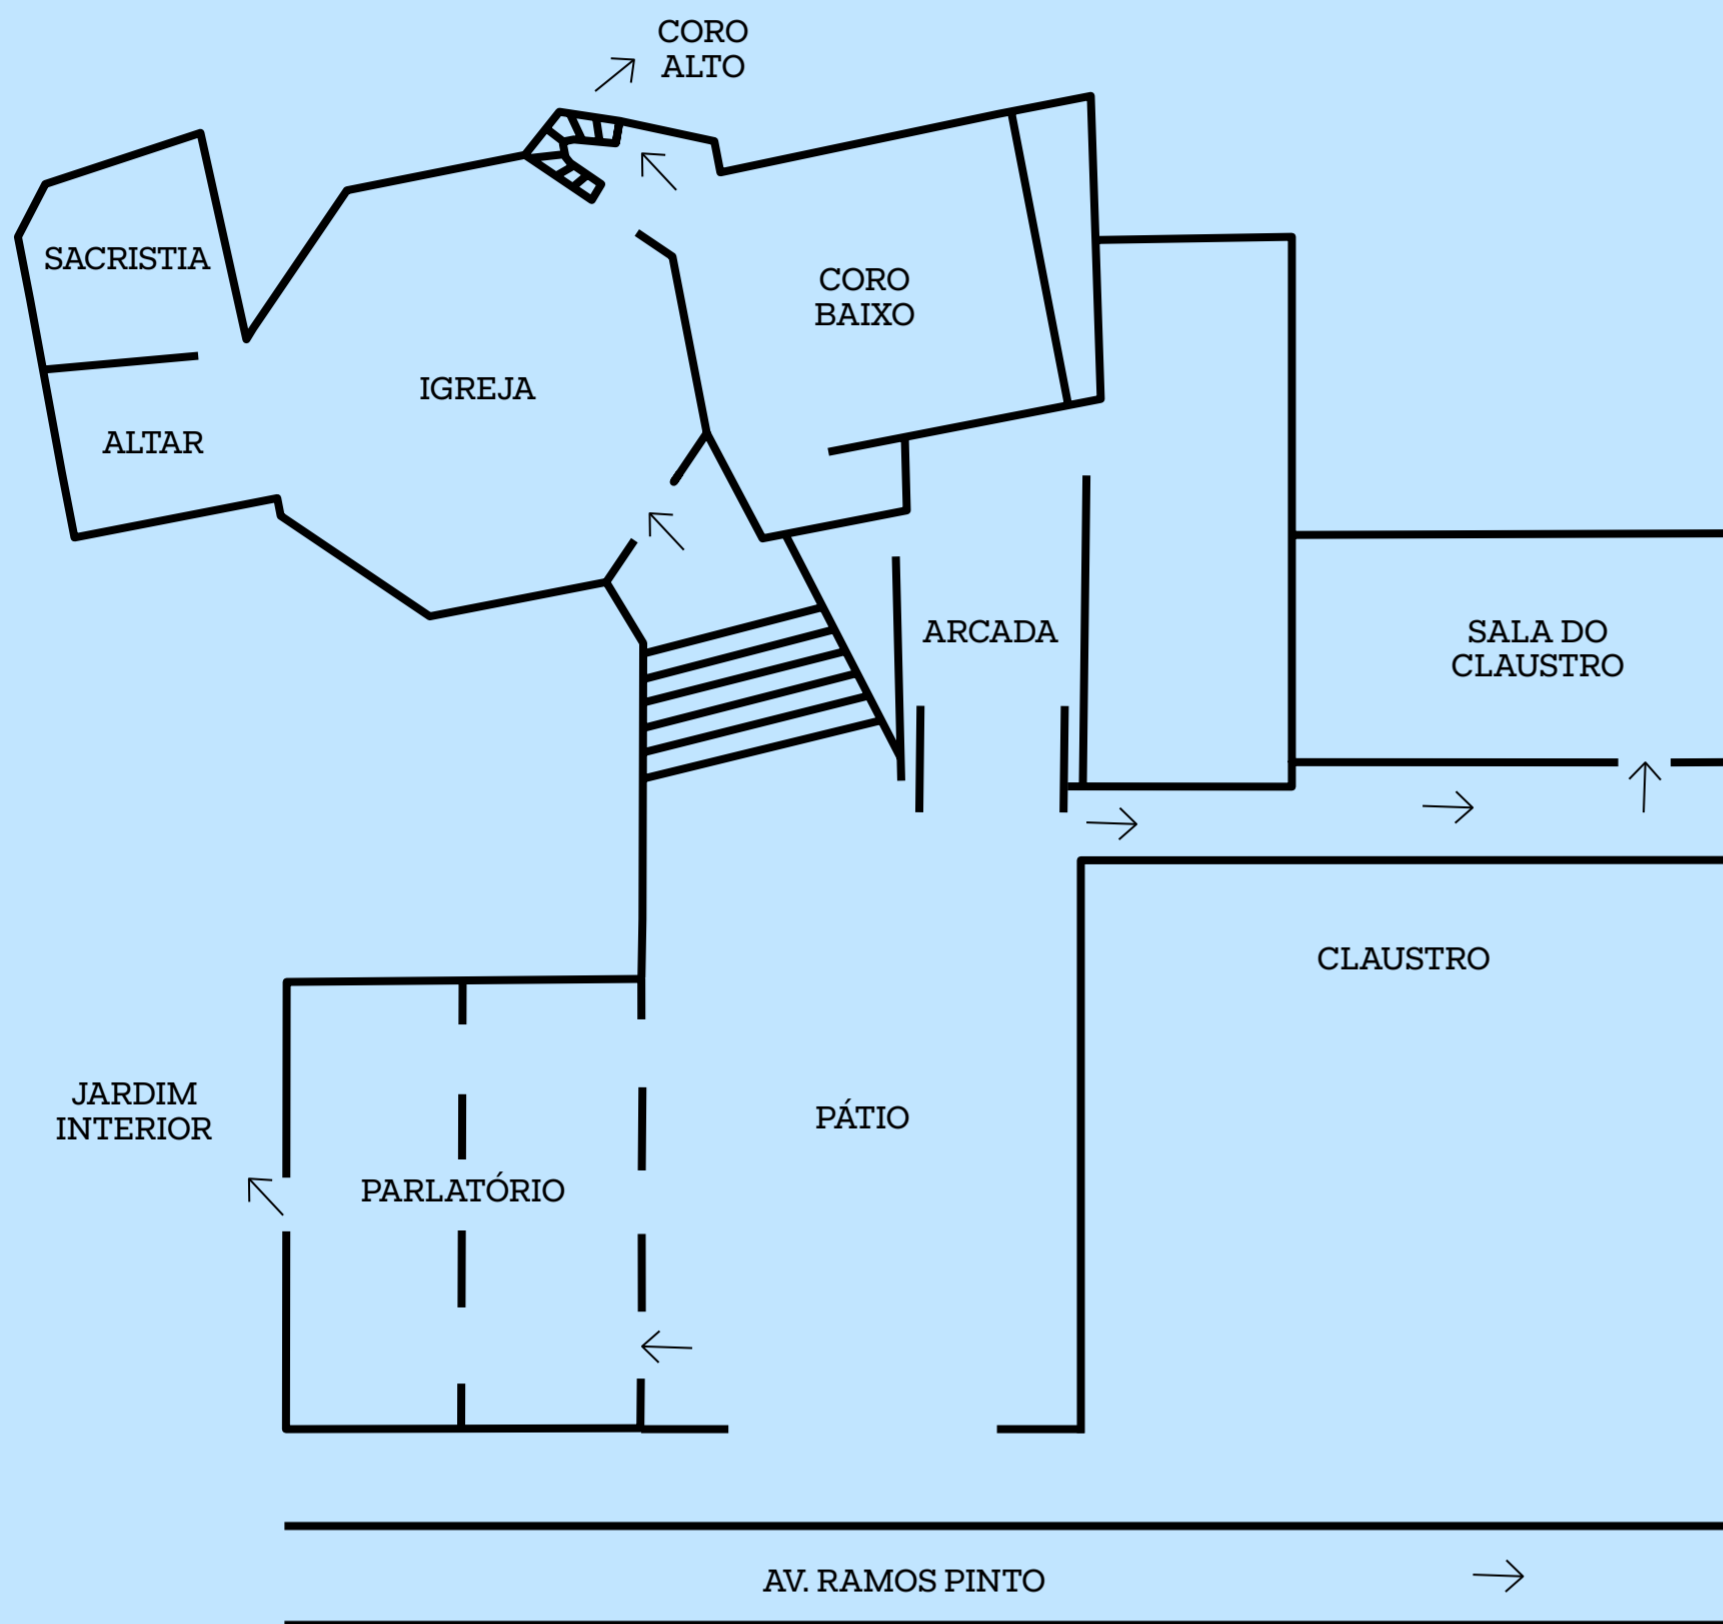 CORO
ALTO
SACRISTIA
CORO
BAIXO
IGREJA
ALTAR
ARCADA
SALA DO
CLAUSTRO
CLAUSTRO
JARDIM
INTERIOR
PÁTIO
PARLATÓRIO
AV. RAMOS PINTO